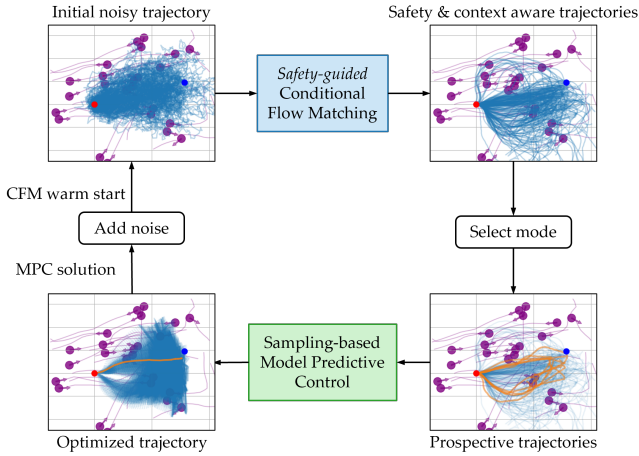 Initial noisy trajectory
Safety & context aware trajectories
Safety-guided
Conditional
Flow Matching
CFM warm start
Add noise
MPC solution
Select mode
Sampling-based
Model Predictive
Control
Optimized trajectory
Prospective trajectories